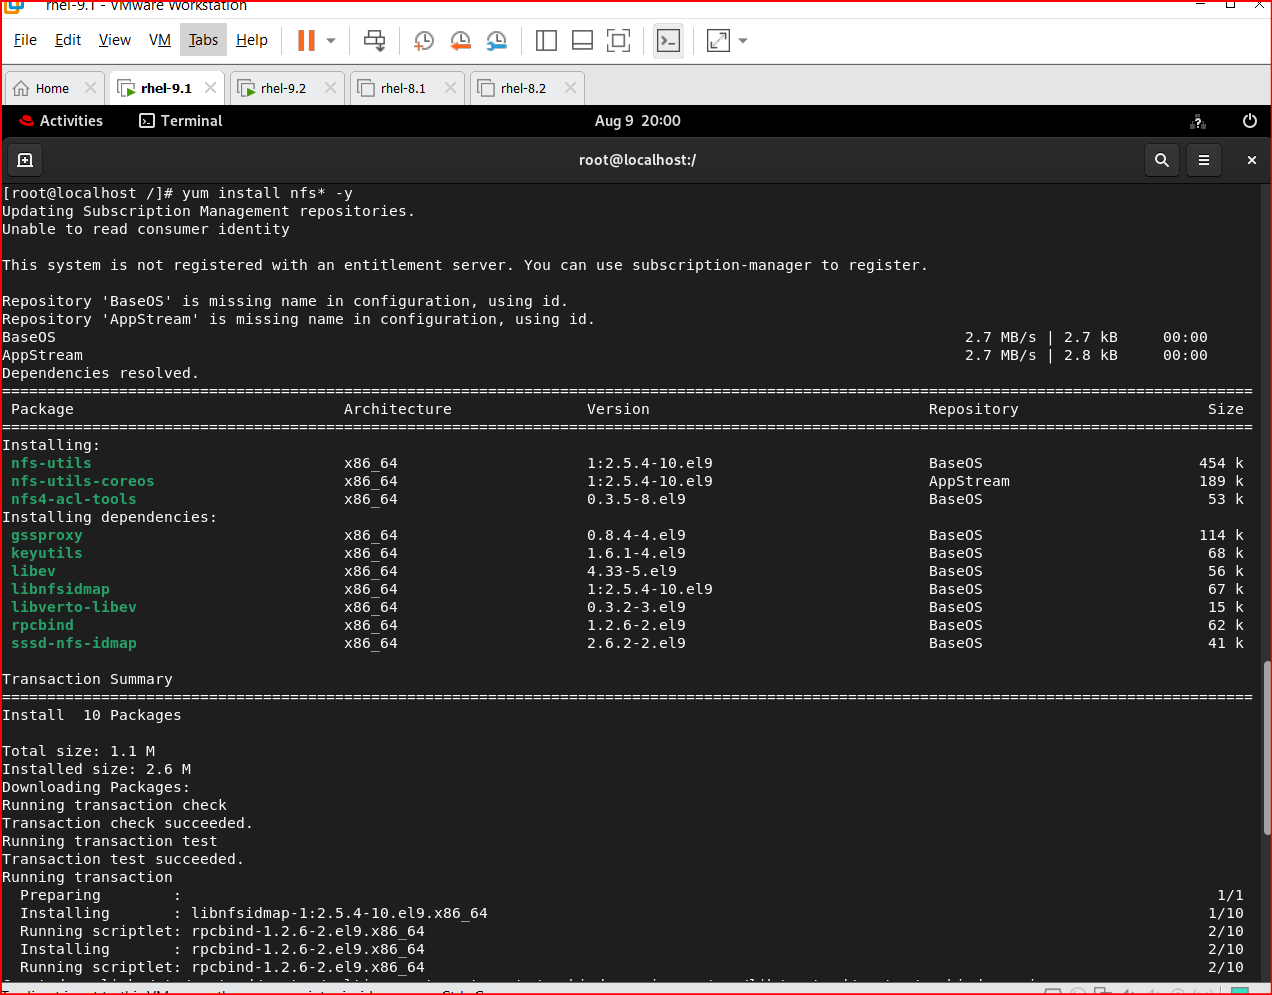 rhel-9.1 - VMware Workstation
File Edit View VM Tabs Help
Home rhel-9.1 rhel-9.2 rhel-8.1 rhel-8.2
Activities Terminal Aug 9 20:00
root@localhost:/
[root@localhost /]# yum install nfs* -y
Updating Subscription Management repositories.
Unable to read consumer identity
This system is not registered with an entitlement server. You can use subscription-manager to register.
Repository 'BaseOS' is missing name in configuration, using id.
Repository 'AppStream' is missing name in configuration, using id.
BaseOS 2.7 MB/s | 2.7 kB 00:00
AppStream 2.7 MB/s | 2.8 kB 00:00
Dependencies resolved.
Package Architecture Version Repository Size
Installing:
nfs-utils x86_64 1:2.5.4-10.el9 BaseOS 454 k
nfs-utils-coreos x86_64 1:2.5.4-10.el9 AppStream 189 k
nfs4-acl-tools x86_64 0.3.5-8.el9 BaseOS 53 k
Installing dependencies:
gssproxy x86_64 0.8.4-4.el9 BaseOS 114 k
keyutils x86_64 1.6.1-4.el9 BaseOS 68 k
libev x86_64 4.33-5.el9 BaseOS 56 k
libnfsidmap x86_64 1:2.5.4-10.el9 BaseOS 67 k
libverto-libev x86_64 0.3.2-3.el9 BaseOS 15 k
rpcbind x86_64 1.2.6-2.el9 BaseOS 62 k
sssd-nfs-idmap x86_64 2.6.2-2.el9 BaseOS 41 k
Transaction Summary
Install 10 Packages
Total size: 1.1 M
Installed size: 2.6 M
Downloading Packages:
Running transaction check
Transaction check succeeded.
Running transaction test
Transaction test succeeded.
Running transaction
Preparing : 1/1
Installing : libnfsidmap-1:2.5.4-10.el9.x86_64 1/10
Running scriptlet: rpcbind-1.2.6-2.el9.x86_64 2/10
Installing : rpcbind-1.2.6-2.el9.x86_64 2/10
Running scriptlet: rpcbind-1.2.6-2.el9.x86_64 2/10